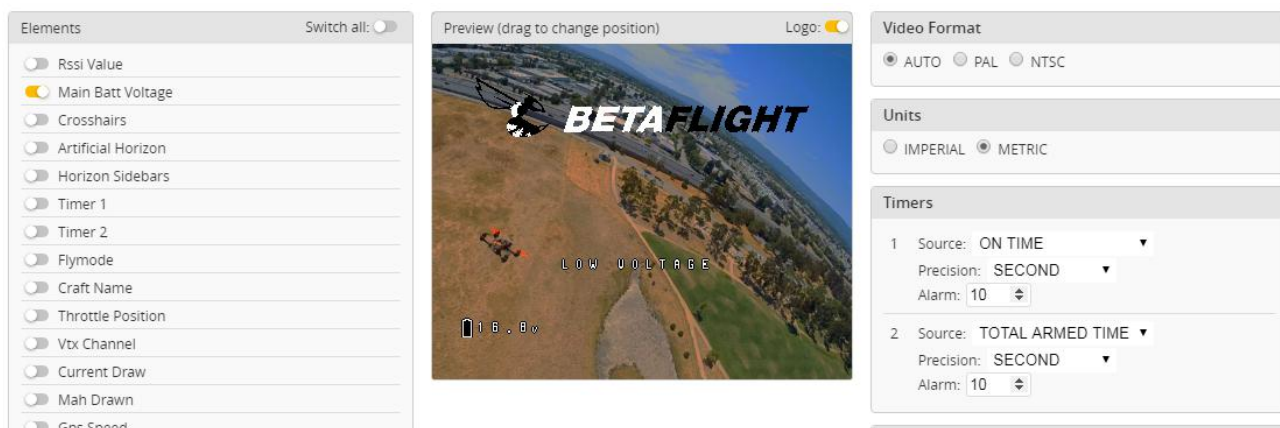 Elements Switch all:
Rssi Value
Main Batt Voltage
Crosshairs
Artificial Horizon
Horizon Sidebars
Timer 1
Timer 2
Flymode
Craft Name
Throttle Position
Vtx Channel
Current Draw
Mah Drawn
Gps Speed
Preview (drag to change position) Logo:
BETAFLIGHT
LOW VOLTAGE
16.8v
Video Format
AUTO PAL NTSC
Units
IMPERIAL METRIC
Timers
1 Source: ON TIME
Precision: SECOND
Alarm: 10
2 Source: TOTAL ARMED TIME
Precision: SECOND
Alarm: 10